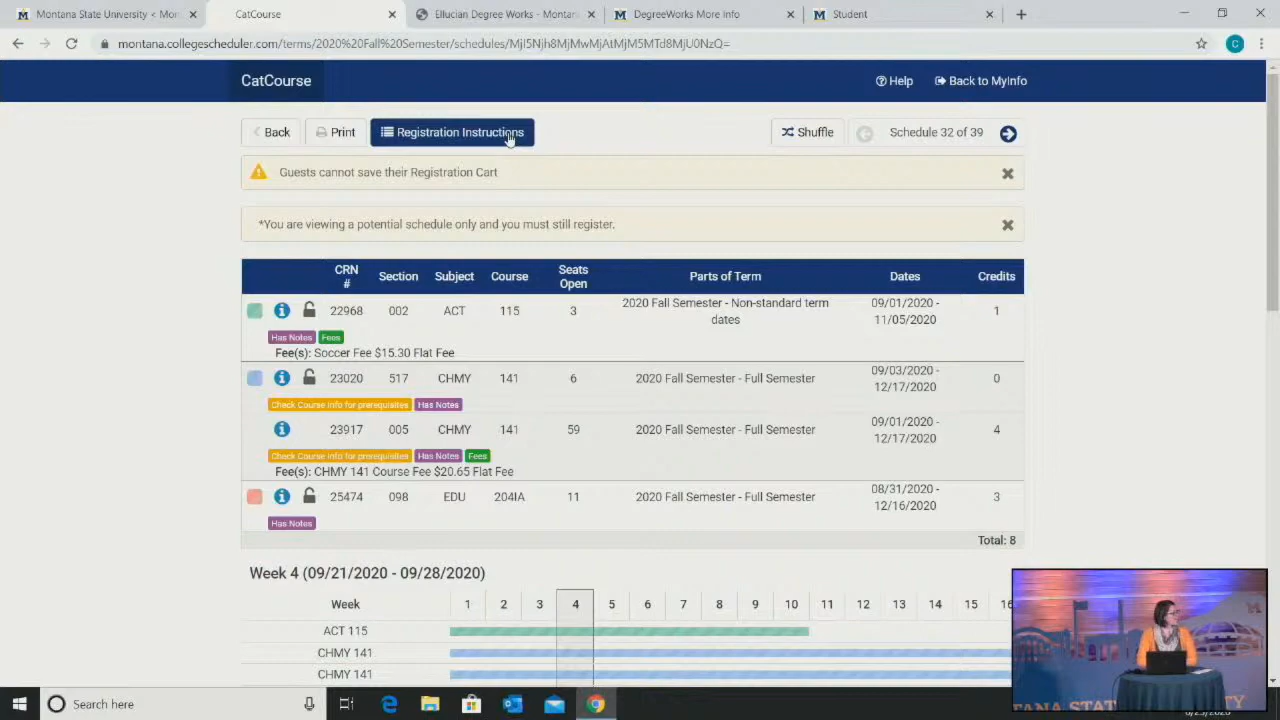 Montana State University < Mon
CatCourse
Ellucian Degree Works - Montan
DegreeWorks More Info
Student
montana.collegescheduler.com/terms/2020%20Fall%20Semester/schedules/
C
CatCourse
Help
Back to MyInfo
Back
Print
Registration Instructions
Shuffle
Schedule 32 of 39
Guests cannot save their Registration Cart
*You are viewing a potential schedule only and you must still register.
CRN # Section Subject Course Seats Open Parts of Term Dates Credits
22968 002 ACT 115 3 2020 Fall Semester - Non-standard term dates 09/01/2020 - 11/05/2020 1
Has Notes Fees
Fee(s): Soccer Fee $15.30 Flat Fee
23020 517 CHMY 141 6 2020 Fall Semester - Full Semester 09/03/2020 - 12/17/2020 0
Check Course Info for prerequisites Has Notes
23917 005 CHMY 141 59 2020 Fall Semester - Full Semester 09/01/2020 - 12/17/2020 4
Check Course Info for prerequisites Has Notes Fees
Fee(s): CHMY 141 Course Fee $20.65 Flat Fee
25474 098 EDU 204IA 11 2020 Fall Semester - Full Semester 08/31/2020 - 12/16/2020 3
Has Notes
Total: 8
Week 4 (09/21/2020 - 09/28/2020)
Week 1 2 3 4 5 6 7 8 9 10 11 12 13 14 15 16
ACT 115
CHMY 141
CHMY 141
TANA STAT
ITY
Search here